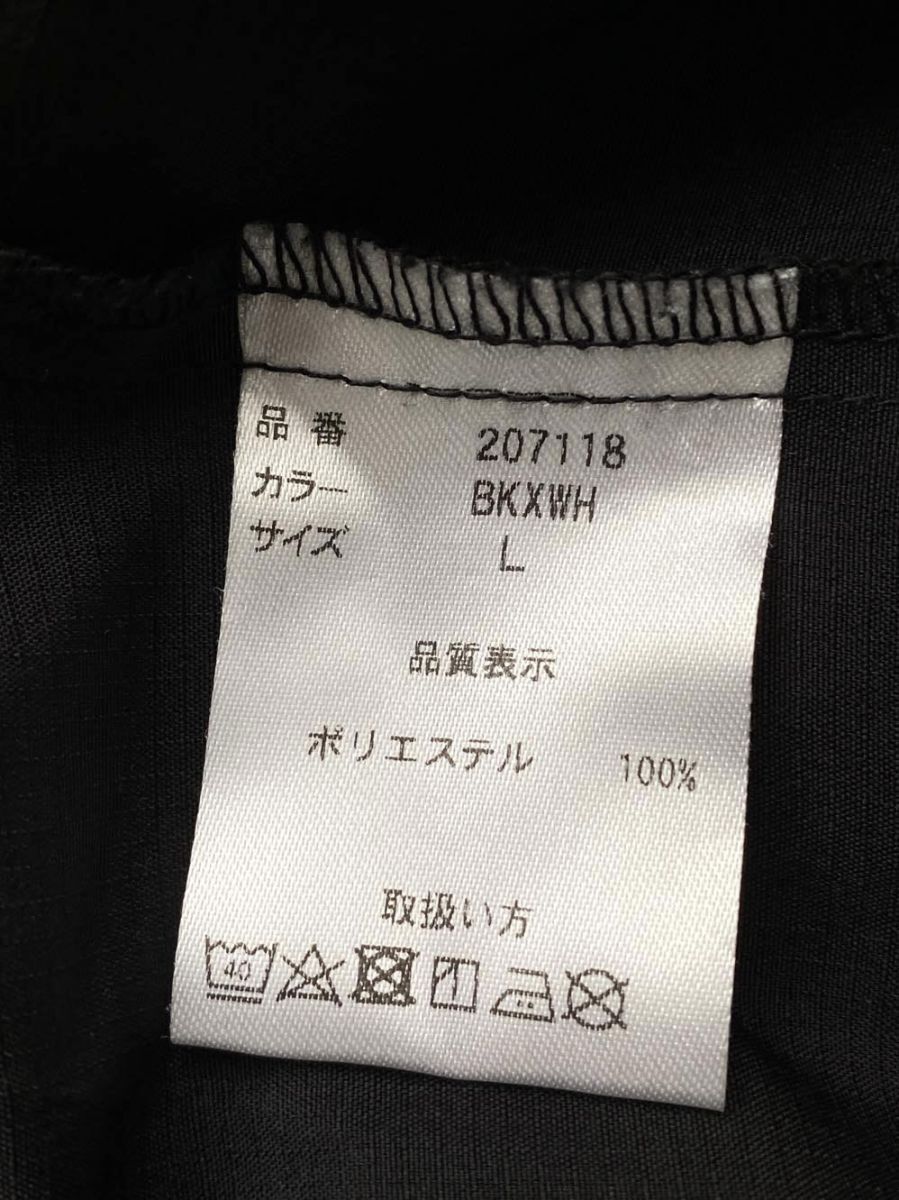 品番 207118
カラー BKXWH
サイズ L
品質表示
ポリエステル 100%
取扱い方
40